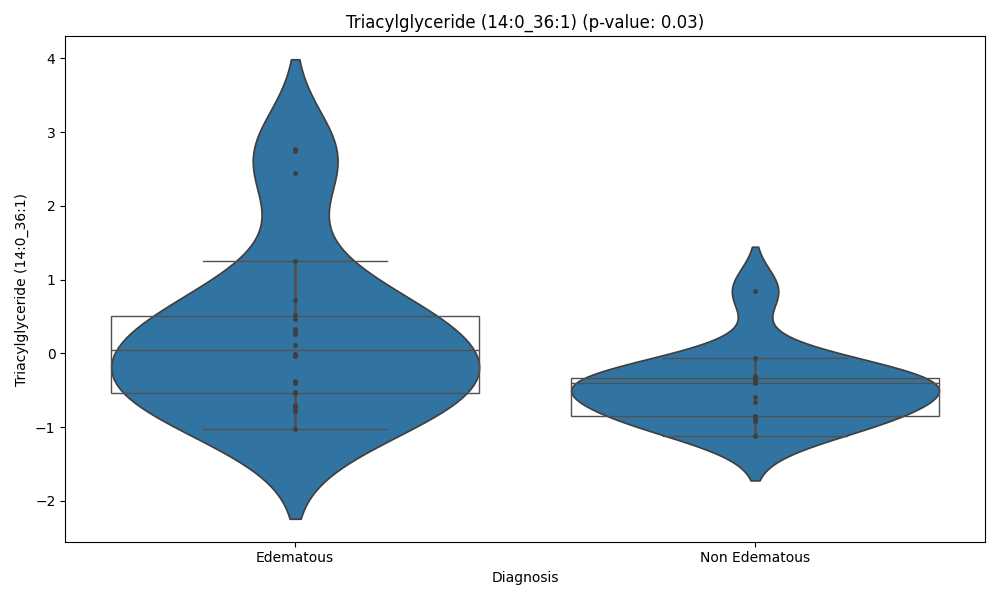 Triacylglyceride (14:0_36:1) (p-value: 0.03)
Triacylglyceride (14:0_36:1)
4
3
2
1
0
−1
−2
Edematous
Non Edematous
Diagnosis